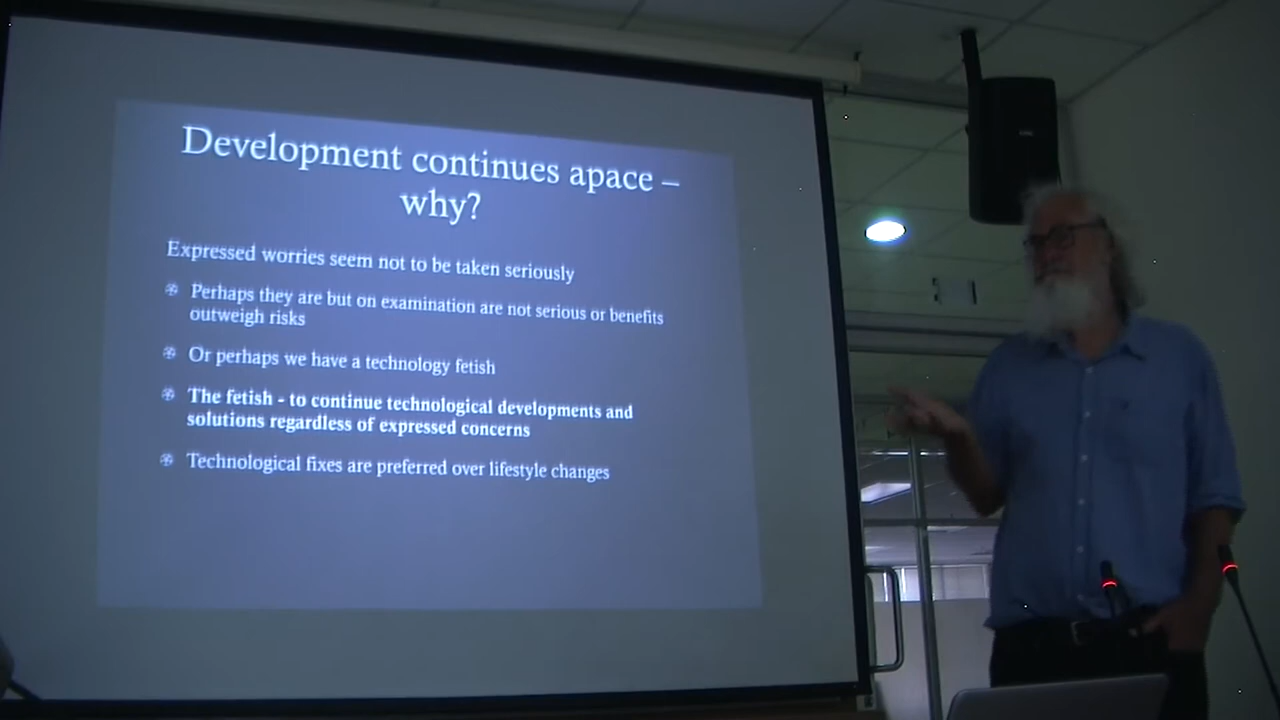 Development continues apace –
why?
Expressed worries seem not to be taken seriously
Perhaps they are but on examination are not serious or benefits
outweigh risks
Or perhaps we have a technology fetish
The fetish - to continue technological developments and
solutions regardless of expressed concerns
Technological fixes are preferred over lifestyle changes